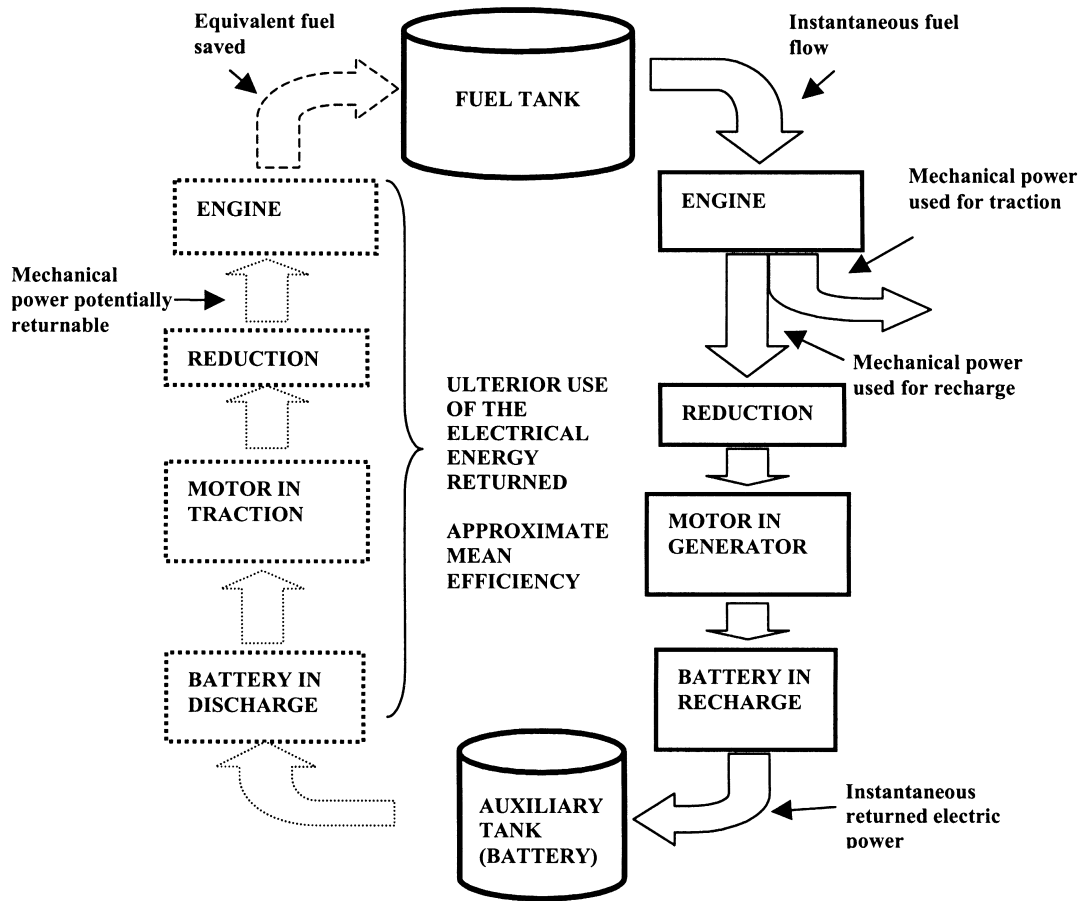 Equivalent fuel
saved
FUEL TANK
Instantaneous fuel
flow
ENGINE
Mechanical
power potentially
returnable
REDUCTION
MOTOR IN
TRACTION
BATTERY IN
DISCHARGE
ULTERIOR USE
OF THE
ELECTRICAL
ENERGY
RETURNED
APPROXIMATE
MEAN
EFFICIENCY
ENGINE
Mechanical power
used for traction
Mechanical power
used for recharge
REDUCTION
MOTOR IN
GENERATOR
BATTERY IN
RECHARGE
AUXILIARY
TANK
(BATTERY)
Instantaneous
returned electric
power